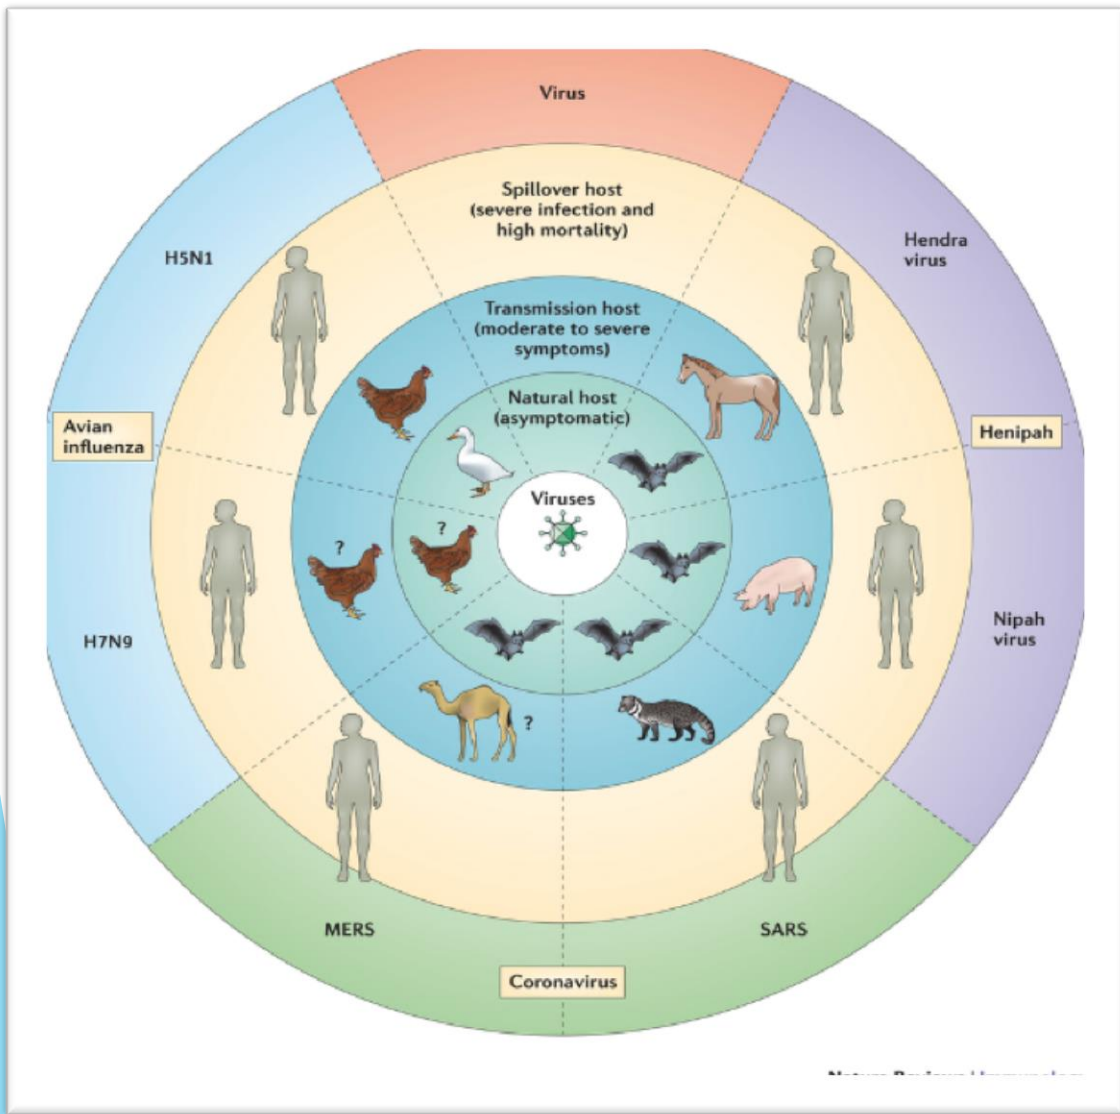 Virus
Spillover host
(severe infection and
high mortality)
Transmission host
(moderate to severe
symptoms)
Natural host
(asymptomatic)
Viruses
H5N1
Hendra
virus
Avian
influenza
Henipah
?
?
H7N9
Nipah
virus
?
MERS
SARS
Coronavirus